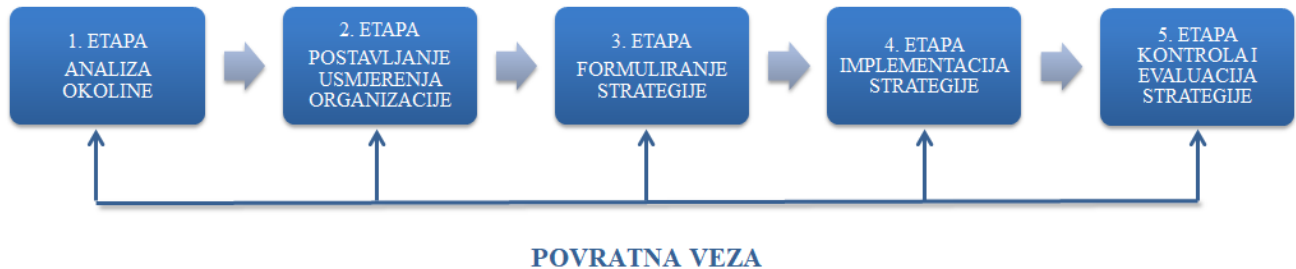 1. ETAPA
ANALIZA
OKOLINE
2. ETAPA
POSTAVLJANJE
USMJERENJA
ORGANIZACIJE
3. ETAPA
FORMULIRANJE
STRATEGIJE
4. ETAPA
IMPLEMENTACIJA
STRATEGIJE
5. ETAPA
KONTROLA I
EVALUACIJA
STRATEGIJE
POVRATNA VEZA